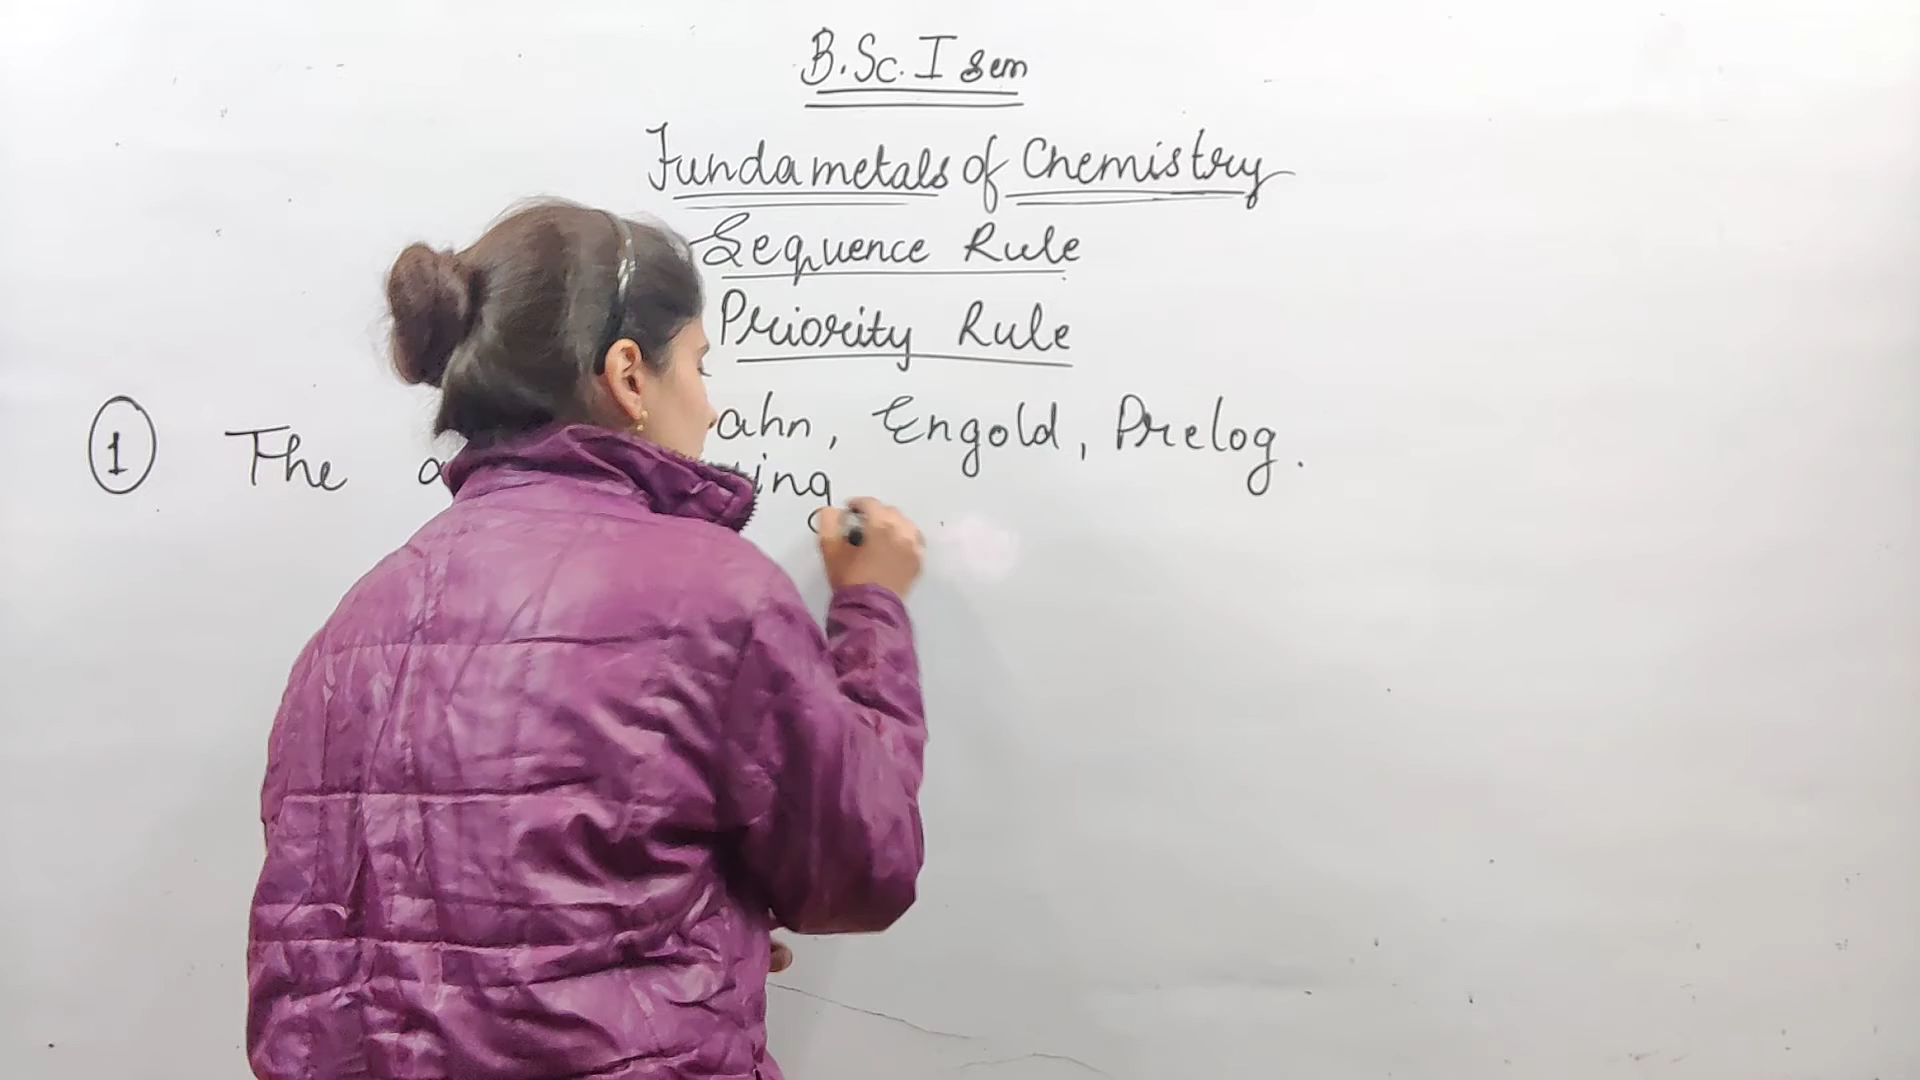 B.Sc. I sem
Fundametals of Chemistry
Sequence Rule
Priority Rule
ahn, Engold, Prelog.
1 The a ing